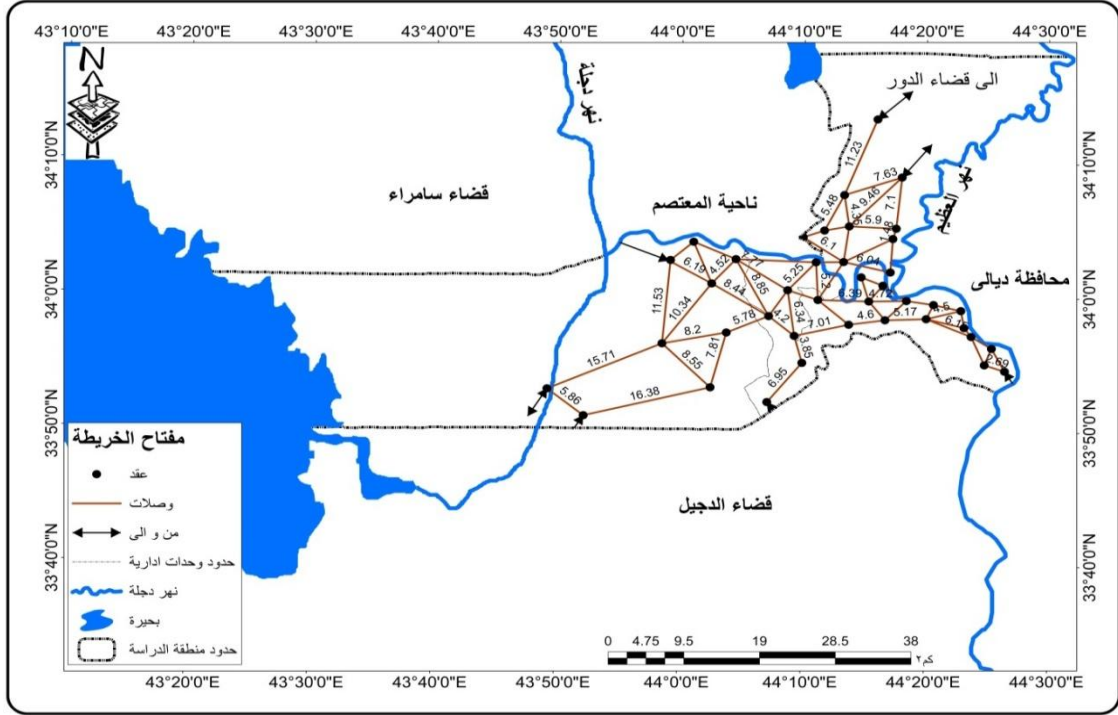 43°10'0"E 43°20'0"E 43°30'0"E 43°40'0"E 43°50'0"E 44°0'0"E 44°10'0"E 44°20'0"E 44°30'0"E
N
34°10'0"N
34°0'0"N
33°50'0"N
33°40'0"N
34°10'0"N
34°0'0"N
33°50'0"N
33°40'0"N
نهر دجلة
الى قضاء الدور
قضاء سامراء
ناحية المعتصم
نهر العظيم
محافظة ديالى
قضاء الدجيل
11.23
7.63
9.46
7.1
5.48
5.9
6.1
1.48
6.04
6.19
4.52
8.85
5.25
8.44
11.53
10.34
6.39
4.72
5.78
4.2
6.34
7.01
4.6
5.17
4.5
6.1
8.2
7.81
3.85
8.55
15.71
2.69
6.95
5.86
16.38
مفتاح الخريطة
عقد
وصلات
من و الى
حدود وحدات ادارية
نهر دجلة
بحيرة
حدود منطقة الدراسة
0 4.75 9.5 19 28.5 38
كم٢
43°20'0"E 43°30'0"E 43°40'0"E 43°50'0"E 44°0'0"E 44°10'0"E 44°20'0"E 44°30'0"E